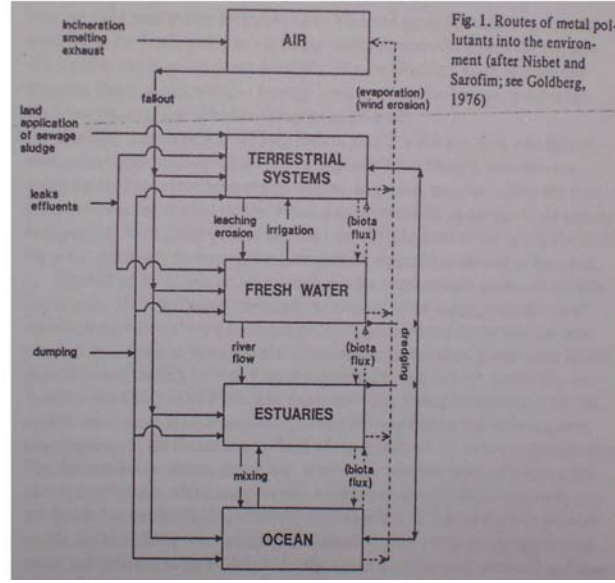 incineration
smelting
exhaust
AIR
Fig. 1. Routes of metal pol-
lutants into the environ-
ment (after Nisbet and
Sarofim; see Goldberg,
1976)
fallout
(evaporation)
(wind erosion)
land
application
of sewage
sludge
TERRESTRIAL
SYSTEMS
leaks
effluents
leaching
erosion
irrigation
(biota
flux)
FRESH WATER
dumping
river
flow
(biota
flux)
dredging
ESTUARIES
mixing
(biota
flux)
OCEAN